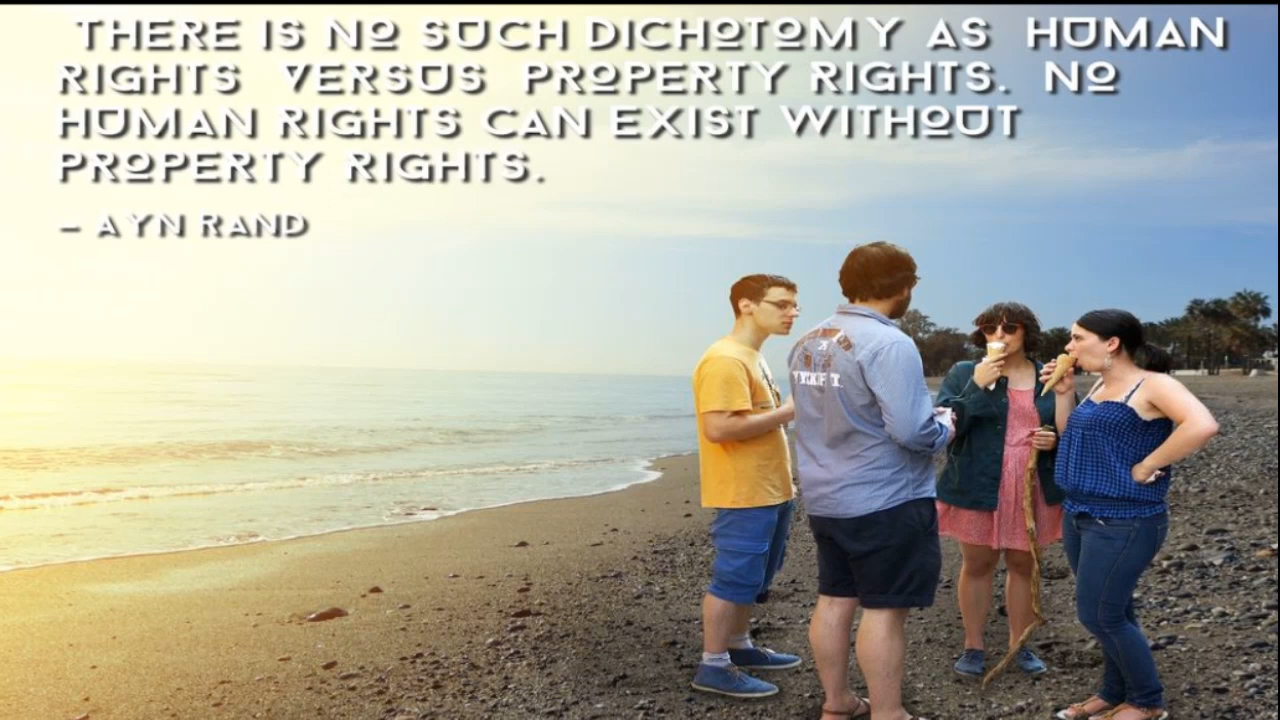 THERE IS NO SUCH DICHOTOMY AS HUMAN
RIGHTS VERSUS PROPERTY RIGHTS. NO
HUMAN RIGHTS CAN EXIST WITHOUT
PROPERTY RIGHTS.
– AYN RAND